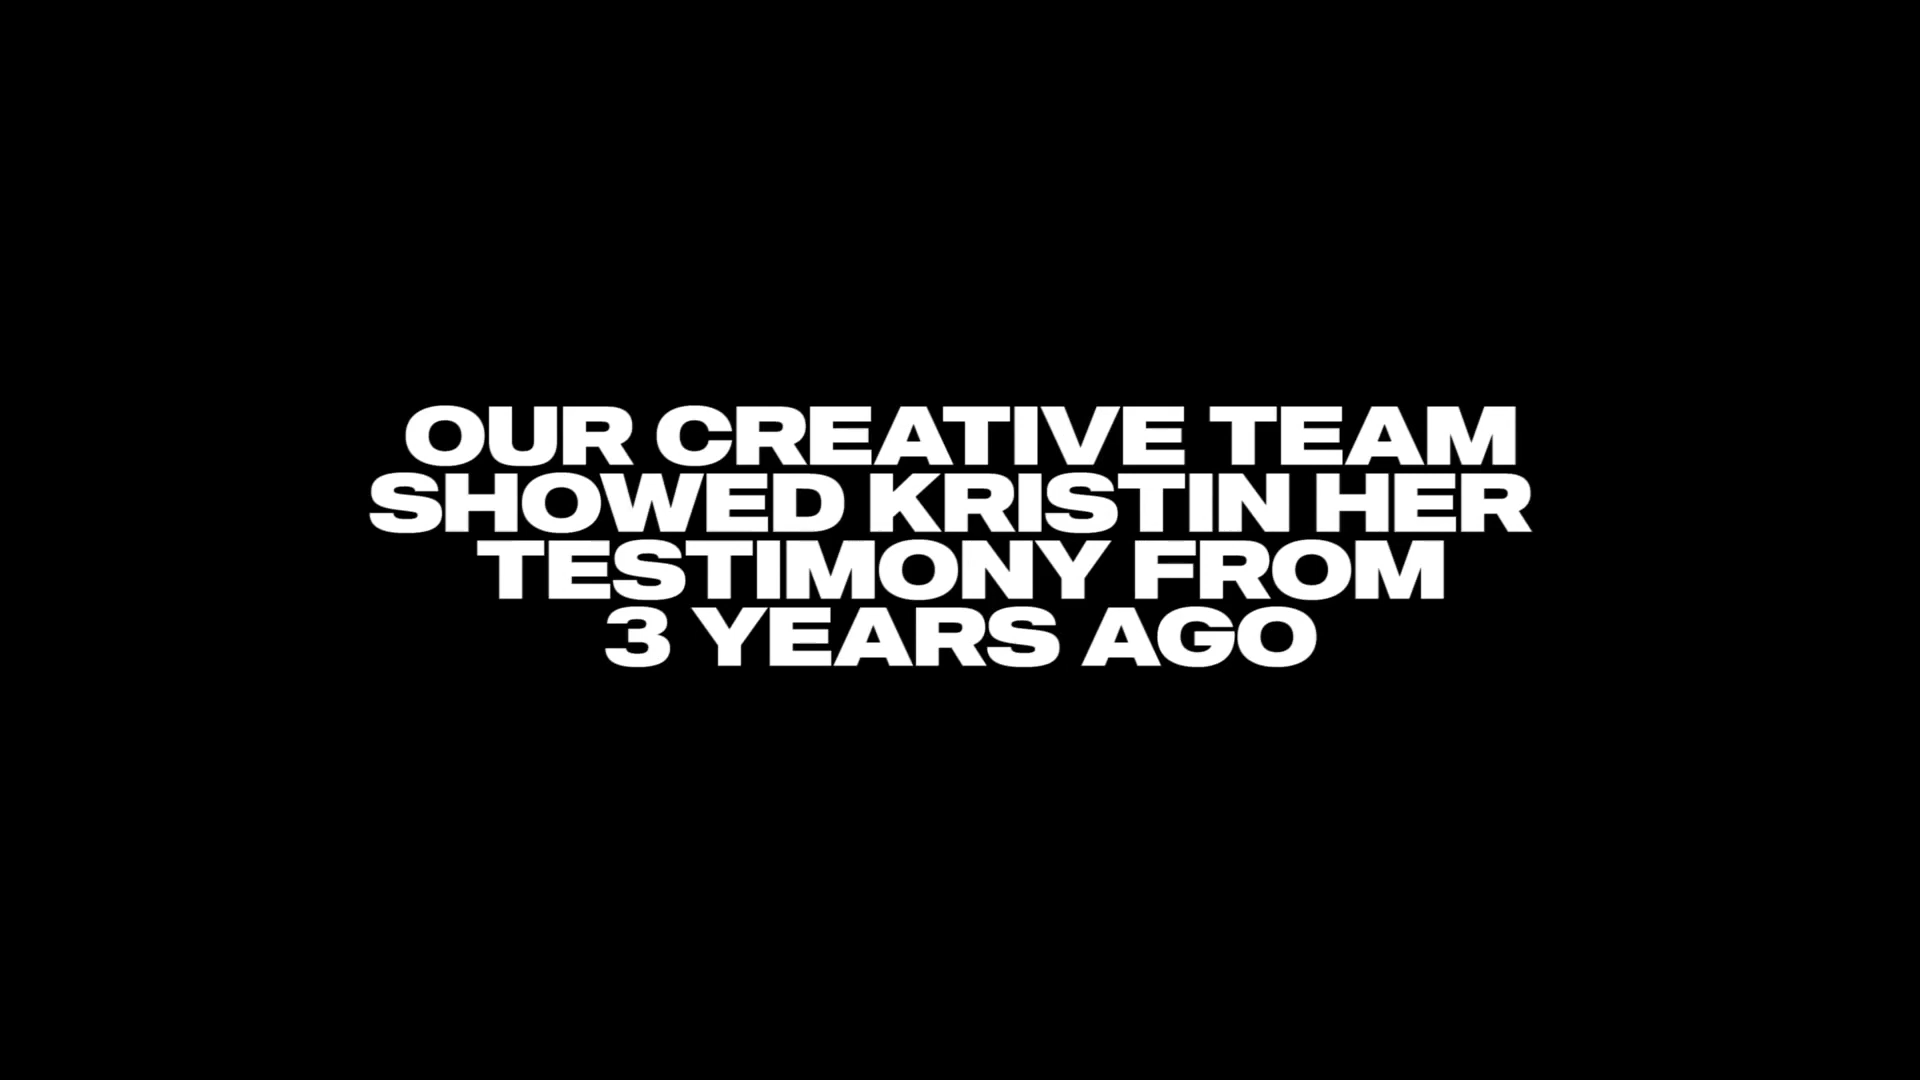 OUR CREATIVE TEAM
SHOWED KRISTIN HER
TESTIMONY FROM
3 YEARS AGO